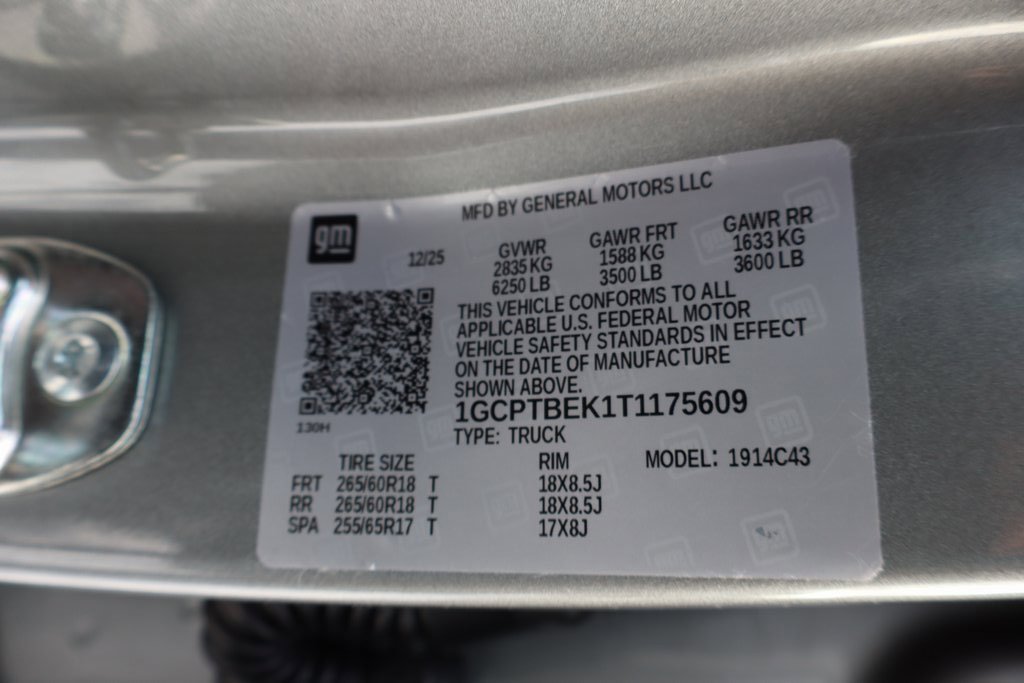 MFD BY GENERAL MOTORS LLC
gm
12/25
GVWR
2835 KG
6250 LB
GAWR FRT
1588 KG
3500 LB
GAWR RR
1633 KG
3600 LB
THIS VEHICLE CONFORMS TO ALL
APPLICABLE U.S. FEDERAL MOTOR
VEHICLE SAFETY STANDARDS IN EFFECT
ON THE DATE OF MANUFACTURE
SHOWN ABOVE.
130H
1GCPTBEK1T1175609
TYPE: TRUCK
TIRE SIZE RIM MODEL: 1914C43
FRT 265/60R18 T 18X8.5J
RR 265/60R18 T 18X8.5J
SPA 255/65R17 T 17X8J